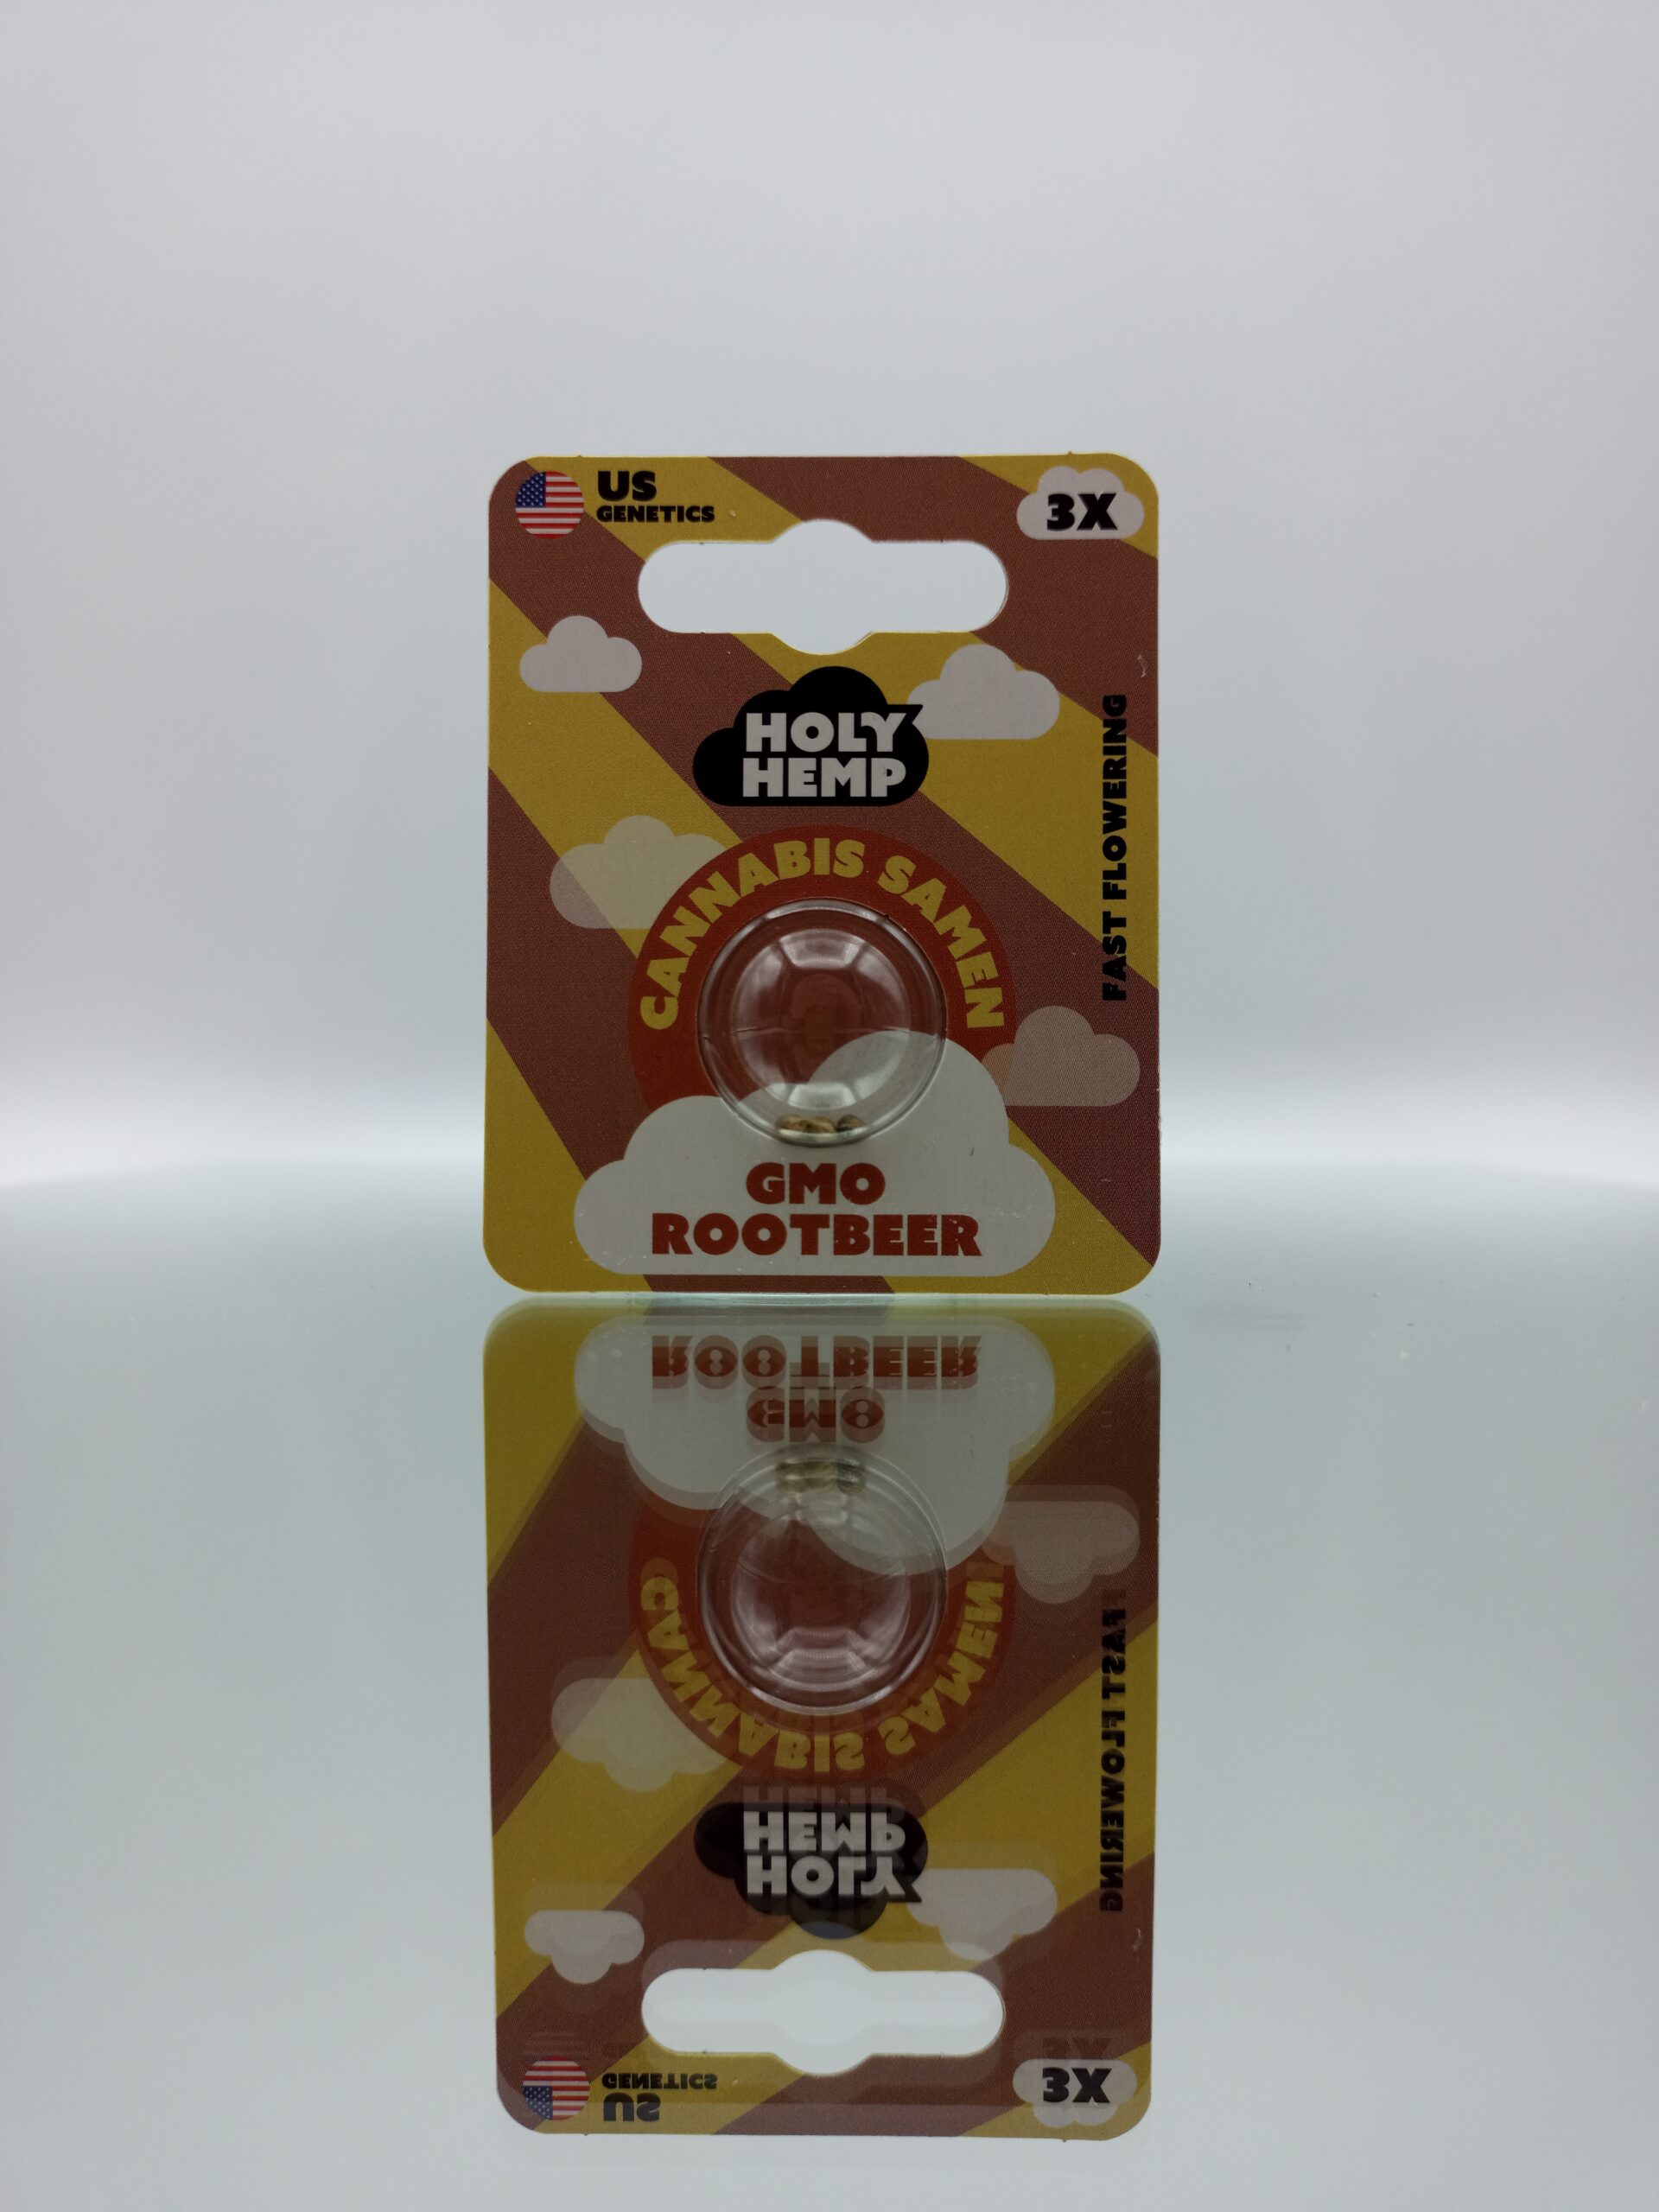 US
GENETICS
3X
HOLY
HEMP
FAST FLOWERING
CANNABIS SAMEN
GMO
ROOTBEER